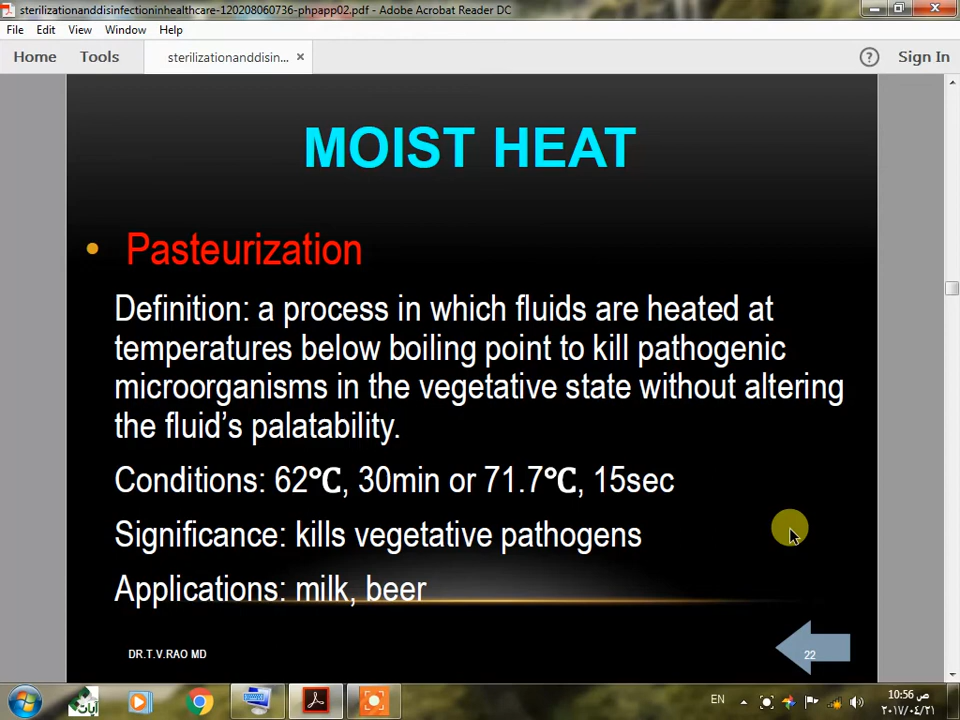 sterilizationanddisinfectioninhealthcare-120208060736-phpapp02.pdf - Adobe Acrobat Reader DC
File Edit View Window Help
Home Tools sterilizationanddisin... × ? Sign In
MOIST HEAT
• Pasteurization
Definition: a process in which fluids are heated at
temperatures below boiling point to kill pathogenic
microorganisms in the vegetative state without altering
the fluid’s palatability.
Conditions: 62℃, 30min or 71.7℃, 15sec
Significance: kills vegetative pathogens
Applications: milk, beer
DR.T.V.RAO MD
22
آيات
EN
10:56 ص
٢٠١٧/٠٤/٢١